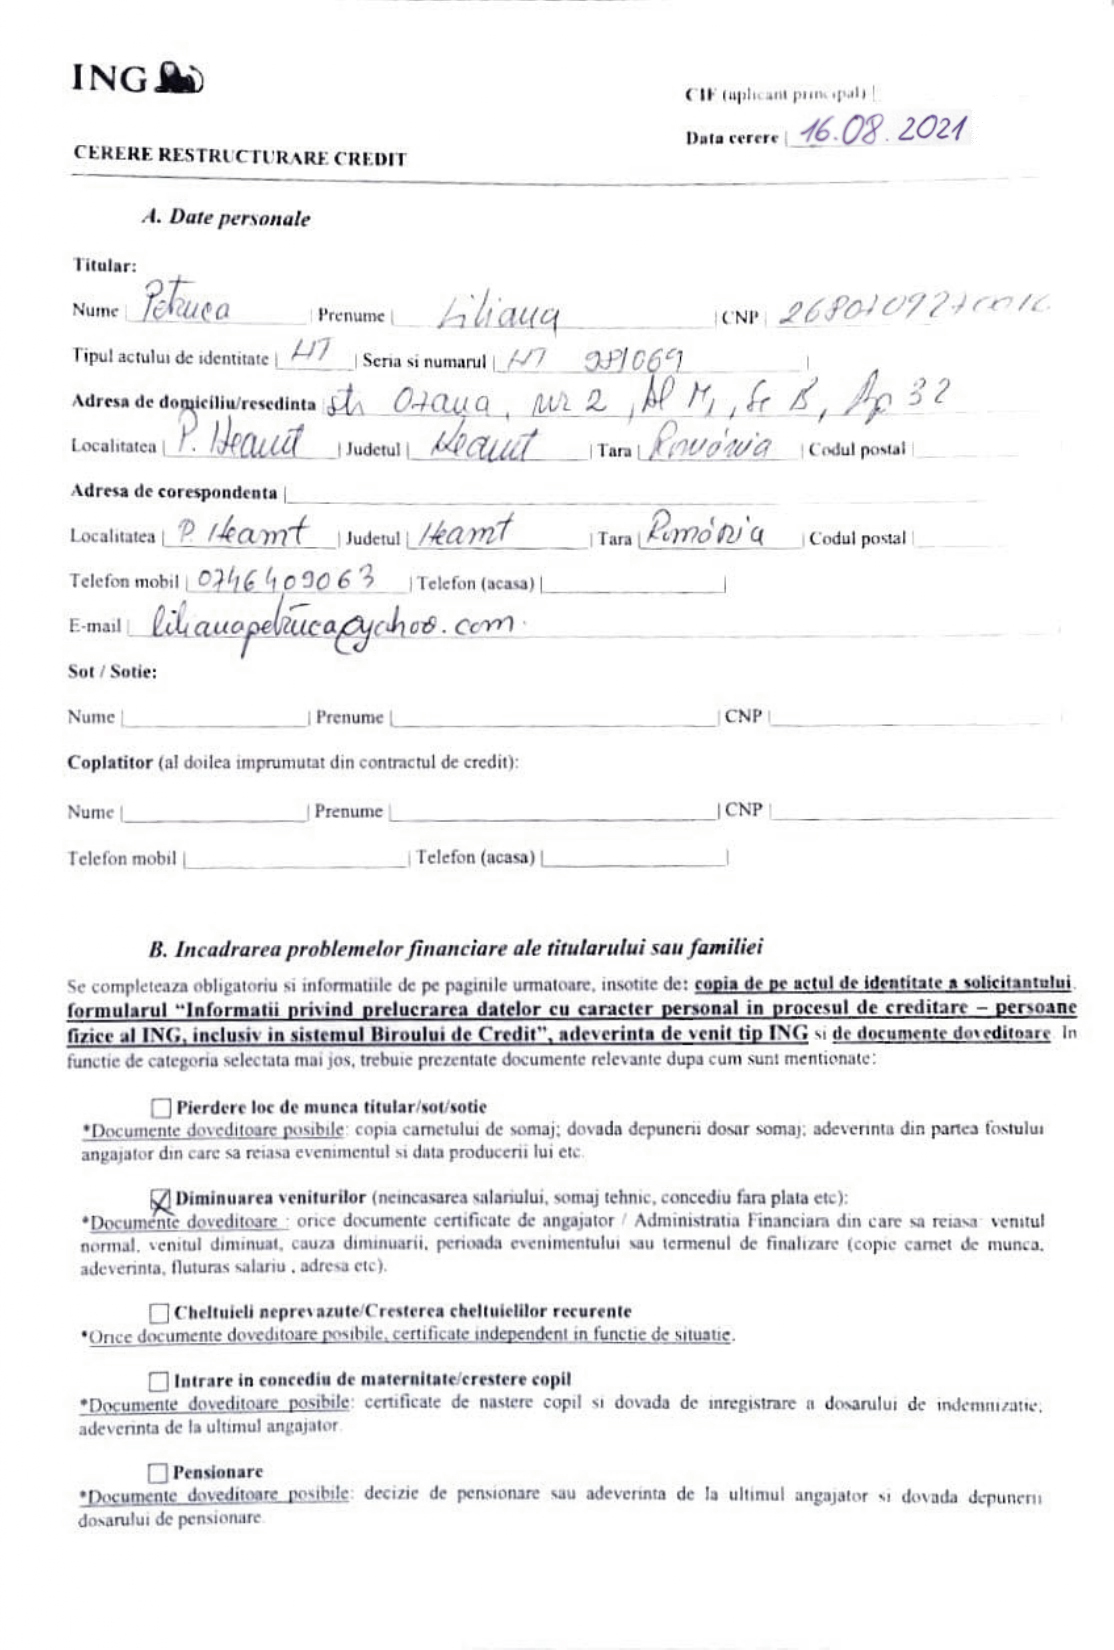 ING
CIF (aplicant principal) |
Data cerere | 16.08.2021
CERERE RESTRUCTURARE CREDIT
A. Date personale
Titular:
Nume | Petruca | Prenume | Liliana | CNP |
Tipul actului de identitate | NT | Seria si numarul | NT 981069 |
Adresa de domiciliu/resedinta str Ozana, nr 2, Bl M1, Sc B, Ap 32
Localitatea | P. Neamt | Judetul | Neamt | Tara | România | Codul postal |
Adresa de corespondenta |
Localitatea | P. Neamt | Judetul | Neamt | Tara | România | Codul postal |
Telefon mobil | 0746409063 | Telefon (acasa) | |
E-mail | lilianapetruca@yahoo.com
Sot / Sotie:
Nume | | Prenume | | CNP |
Coplatitor (al doilea imprumutat din contractul de credit):
Nume | | Prenume | | CNP |
Telefon mobil | | Telefon (acasa) | |
B. Incadrarea problemelor financiare ale titularului sau familiei
Se completeaza obligatoriu si informatiile de pe paginile urmatoare, insotite de: copia de pe actul de identitate a solicitantului,
formularul “Informatii privind prelucrarea datelor cu caracter personal in procesul de creditare – persoane
fizice al ING, inclusiv in sistemul Biroului de Credit”, adeverinta de venit tip ING si de documente doveditoare. In
functie de categoria selectata mai jos, trebuie prezentate documente relevante dupa cum sunt mentionate:
☐ Pierdere loc de munca titular/sot/sotie
*Documente doveditoare posibile: copia carnetului de somaj; dovada depunerii dosar somaj; adeverinta din partea fostului
angajator din care sa reiasa evenimentul si data producerii lui etc.
☒ Diminuarea veniturilor (neincasarea salariului, somaj tehnic, concediu fara plata etc):
*Documente doveditoare : orice documente certificate de angajator / Administratia Financiara din care sa reiasa: venitul
normal, venitul diminuat, cauza diminuarii, perioada evenimentului sau termenul de finalizare (copie carnet de munca,
adeverinta, fluturas salariu , adresa etc).
☐ Cheltuieli neprevazute/Cresterea cheltuielilor recurente
*Orice documente doveditoare posibile, certificate independent in functie de situatie.
☐ Intrare in concediu de maternitate/crestere copil
*Documente doveditoare posibile: certificate de nastere copil si dovada de inregistrare a dosarului de indemnizatie;
adeverinta de la ultimul angajator.
☐ Pensionare
*Documente doveditoare posibile: decizie de pensionare sau adeverinta de la ultimul angajator si dovada depunerii
dosarului de pensionare.